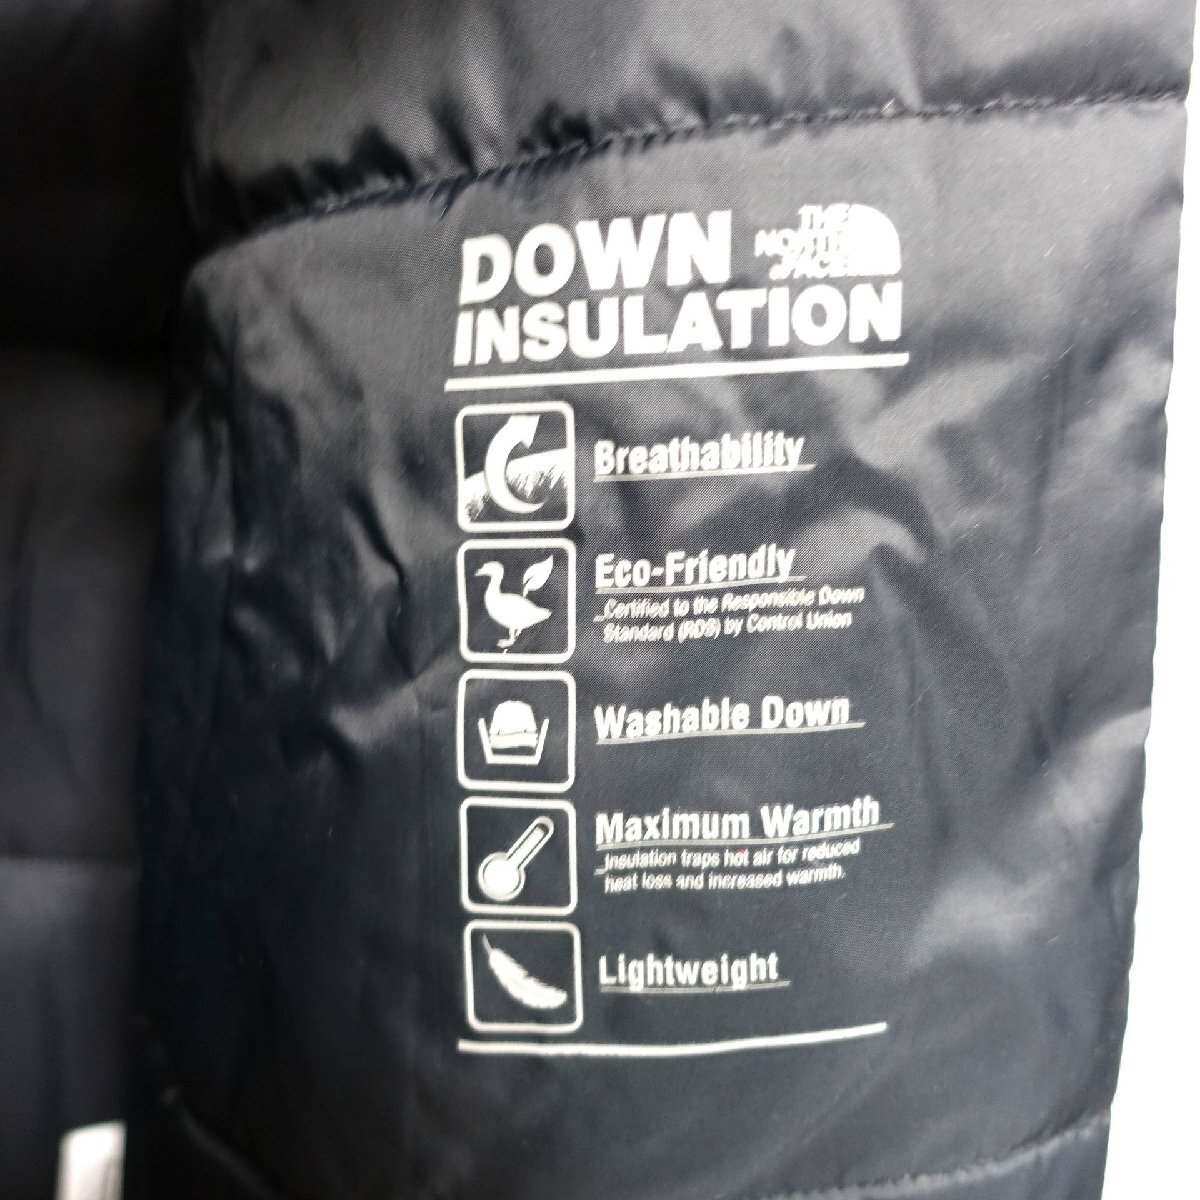 DOWN
THE
NORTH
FACE
INSULATION
Breathability
Eco-Friendly
Certified to the Responsible Down
Standard (RDS) by Control Union
Washable Down
Maximum Warmth
Insulation traps hot air for reduced
heat loss and increased warmth.
Lightweight